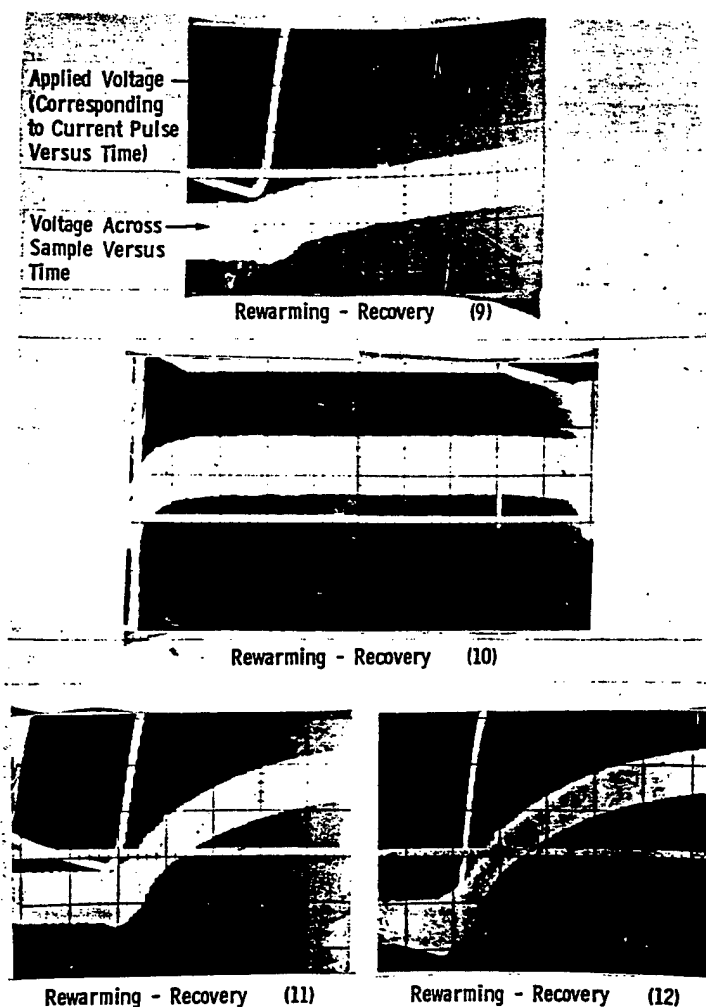 Applied Voltage
(Corresponding
to Current Pulse
Versus Time)
Voltage Across
Sample Versus
Time
Rewarming - Recovery (9)
Rewarming - Recovery (10)
Rewarming - Recovery (11)
Rewarming - Recovery (12)